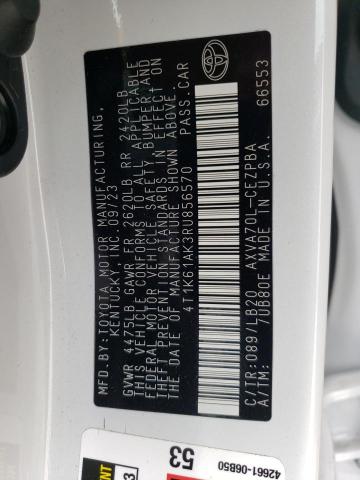 MFD. BY: TOYOTA MOTOR MANUFACTURING,
KENTUCKY, INC. 09/23
GVWR 4475LB GAWR FR 2620LB RR 2420LB
THIS VEHICLE CONFORMS TO ALL APPLICABLE
FEDERAL MOTOR VEHICLE SAFETY, BUMPER, AND
THEFT PREVENTION STANDARDS IN EFFECT ON
THE DATE OF MANUFACTURE SHOWN ABOVE.
4T1K61AK3RU856570 PASS. CAR
C/TR: 089/LB20 AXVA70L-CEZPBA
A/TM: /UB80E MADE IN U.S.A.
66553
53
42661-06B50